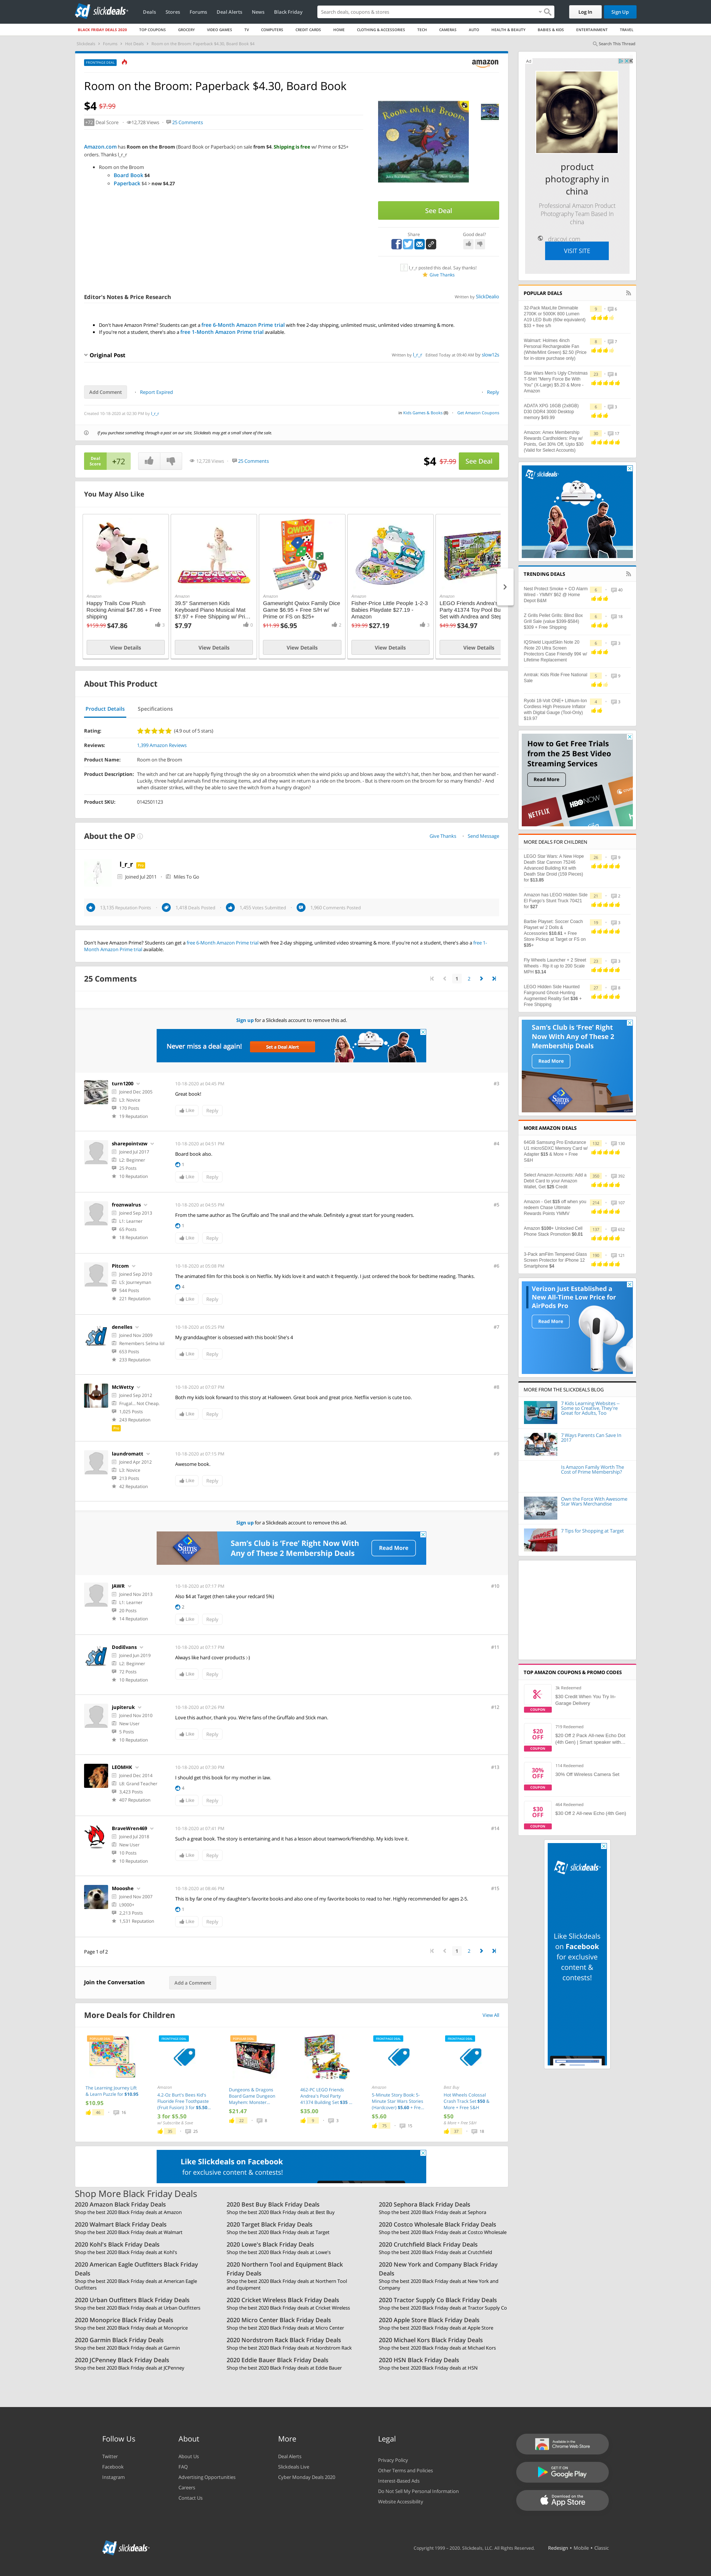 slickdeals
Deals Stores Forums Deal Alerts News Black Friday
Search deals, coupons & stores
Log In Sign Up
BLACK FRIDAY DEALS 2020 TOP COUPONS GROCERY VIDEO GAMES TV COMPUTERS CREDIT CARDS HOME CLOTHING & ACCESSORIES TECH CAMERAS AUTO HEALTH & BEAUTY BABIES & KIDS ENTERTAINMENT TRAVEL
Search This Thread
FRONTPAGE DEAL
amazon
Room on the Broom: Paperback $4.30, Board Book
$4 $7.99
+72 Deal Score 12,728 Views 25 Comments
Amazon.com has Room on the Broom (Board Book or Paperback) on sale from $4. Shipping is free w/ Prime or $25+
orders. Thanks l_r_r
Room on the Broom
Board Book $4
Paperback $4 > now $4.27
See Deal
Share Good deal?
l_r_r posted this deal. Say thanks!
Give Thanks
Editor's Notes & Price Research
Written by SlickDealio
Don't have Amazon Prime? Students can get a free 6-Month Amazon Prime trial with free 2-day shipping, unlimited video streaming & more.
If you're not a student, there's also a free 1-Month Amazon Prime trial available.
Original Post
Written by l_r_r Edited Today at 09:40 AM by slow12s
Add Comment Report Expired Reply
Created 10-18-2020 at 02:30 PM by l_r_r
in Kids Games & Books (6) Get Amazon Coupons
If you purchase something through a post on our site, Slickdeals may get a small share of the sale.
Deal
Score +72
12,728 Views 25 Comments
$4 $7.99 See Deal
You May Also Like
Amazon
Happy Trails Cow Plush
Rocking Animal $47.86 + Free
shipping
$159.99 $47.86
View Details
Amazon
39.5" Sanmersen Kids
Keyboard Piano Musical Mat
$7.97 + Free Shipping w/ Pri...
$7.97
View Details
Amazon
Gamewright Qwixx Family Dice
Game $6.95 + Free S/H w/
Prime or FS on $25+
$11.99 $6.95
View Details
Amazon
Fisher-Price Little People 1-2-3
Babies Playdate $27.19 -
Amazon
$39.99 $27.19
View Details
Amazon
LEGO Friends Andrea's
Party 41374 Toy Pool Bu
Set with Andrea and Step
$49.99 $34.97
View Details
About This Product
Product Details Specifications
Rating: (4.9 out of 5 stars)
Reviews: 1,399 Amazon Reviews
Product Name: Room on the Broom
Product Description: The witch and her cat are happily flying through the sky on a broomstick when the wind picks up and blows away the witch's hat, then her bow, and then her wand! -
Luckily, three helpful animals find the missing items, and all they want in return is a ride on the broom. - But is there room on the broom for so many friends? - And
when disaster strikes, will they be able to save the witch from a hungry dragon?
Product SKU: 0142501123
About the OP
Give Thanks Send Message
l_r_r
Joined Jul 2011 Miles To Go
13,135 Reputation Points 1,418 Deals Posted 1,455 Votes Submitted 1,960 Comments Posted
Don't have Amazon Prime? Students can get a free 6-Month Amazon Prime trial with free 2-day shipping, unlimited video streaming & more. If you're not a student, there's also a free 1-
Month Amazon Prime trial available.
25 Comments
1 2
Sign up for a Slickdeals account to remove this ad.
Never miss a deal again! Set a Deal Alert
turn1200
Joined Dec 2005
L3: Novice
170 Posts
19 Reputation
10-18-2020 at 04:45 PM #3
Great book!
Like Reply
sharepointvzw
Joined Jul 2017
L2: Beginner
25 Posts
10 Reputation
10-18-2020 at 04:51 PM #4
Board book also.
1
Like Reply
froznwalrus
Joined Sep 2013
L1: Learner
65 Posts
18 Reputation
10-18-2020 at 04:55 PM #5
From the same author as The Gruffalo and The snail and the whale. Definitely a great start for young readers.
1
Like Reply
Pitcom
Joined Sep 2010
L5: Journeyman
544 Posts
221 Reputation
10-18-2020 at 05:08 PM #6
The animated film for this book is on Netflix. My kids love it and watch it frequently. I just ordered the book for bedtime reading. Thanks.
4
Like Reply
denelles
Joined Nov 2009
Remembers Selma lol
653 Posts
233 Reputation
10-18-2020 at 05:25 PM #7
My granddaughter is obsessed with this book! She's 4
Like Reply
McWetty
Joined Sep 2012
Frugal... Not Cheap
1,025 Posts
243 Reputation
10-18-2020 at 07:07 PM #8
Both my kids look forward to this story at Halloween. Great book and great price. Netflix version is cute too.
Like Reply
laundromatt
Joined Apr 2012
L3: Novice
213 Posts
42 Reputation
10-18-2020 at 07:15 PM #9
Awesome book.
Like Reply
Sign up for a Slickdeals account to remove this ad.
Sam's Club is 'Free' Right Now With
Any of These 2 Membership Deals
Read More
JAWR
Joined Nov 2013
L1: Learner
20 Posts
14 Reputation
10-18-2020 at 07:17 PM #10
Also $4 at Target (then take your redcard 5%)
2
Like Reply
DodiEvans
Joined Jun 2019
L2: Beginner
72 Posts
10 Reputation
10-18-2020 at 07:17 PM #11
Always like hard cover products :-)
Like Reply
jupiteruk
Joined Nov 2010
New User
5 Posts
10 Reputation
10-18-2020 at 07:26 PM #12
Love this author, thank you. We're fans of the Gruffalo and Stick man.
Like Reply
LEOMHK
Joined Dec 2014
L8: Grand Teacher
3,423 Posts
407 Reputation
10-18-2020 at 07:30 PM #13
I should get this book for my mother in law.
4
Like Reply
BraveWren469
Joined Jul 2018
New User
10 Posts
10 Reputation
10-18-2020 at 07:41 PM #14
Such a great book. The story is entertaining and it has a lesson about teamwork/friendship. My kids love it.
Like Reply
Moooshe
Joined Nov 2007
L9000+
2,213 Posts
1,531 Reputation
10-18-2020 at 08:46 PM #15
This is by far one of my daughter's favorite books and also one of my favorite books to read to her. Highly recommended for ages 2-5.
1
Like Reply
Page 1 of 2
1 2
Join the Conversation Add a Comment
More Deals for Children View All
The Learning Journey Lift
& Learn Puzzle for $10.95
$10.95
Amazon
4.2-Oz Burt's Bees Kid's
Fluoride Free Toothpaste
(Fruit Fusion) 3 for $5.50...
3 for $5.50
Dungeons & Dragons
Board Game Dungeon
Mayhem: Monster...
$21.47
462-PC LEGO Friends
Andrea's Pool Party
41374 Building Set $35 ...
$35.00
Amazon
5-Minute Story Book: 5-
Minute Star Wars Stories
(Hardcover) $5.60 + Fre...
$5.60
Best Buy
Hot Wheels Colossal
Crash Track Set $50 &
More + Free S&H
$50
Like Slickdeals on Facebook
for exclusive content & contests!
Shop More Black Friday Deals
2020 Amazon Black Friday Deals
Shop the best 2020 Black Friday deals at Amazon
2020 Walmart Black Friday Deals
Shop the best 2020 Black Friday deals at Walmart
2020 Kohl's Black Friday Deals
Shop the best 2020 Black Friday deals at Kohl's
2020 American Eagle Outfitters Black Friday
Deals
Shop the best 2020 Black Friday deals at American Eagle
Outfitters
2020 Urban Outfitters Black Friday Deals
Shop the best 2020 Black Friday deals at Urban Outfitters
2020 Monoprice Black Friday Deals
Shop the best 2020 Black Friday deals at Monoprice
2020 Garmin Black Friday Deals
Shop the best 2020 Black Friday deals at Garmin
2020 JCPenney Black Friday Deals
Shop the best 2020 Black Friday deals at JCPenney
2020 Best Buy Black Friday Deals
Shop the best 2020 Black Friday deals at Best Buy
2020 Target Black Friday Deals
Shop the best 2020 Black Friday deals at Target
2020 Lowe's Black Friday Deals
Shop the best 2020 Black Friday deals at Lowe's
2020 Northern Tool and Equipment Black
Friday Deals
Shop the best 2020 Black Friday deals at Northern Tool
and Equipment
2020 Cricket Wireless Black Friday Deals
Shop the best 2020 Black Friday deals at Cricket Wireless
2020 Micro Center Black Friday Deals
Shop the best 2020 Black Friday deals at Micro Center
2020 Nordstrom Rack Black Friday Deals
Shop the best 2020 Black Friday deals at Nordstrom Rack
2020 Eddie Bauer Black Friday Deals
Shop the best 2020 Black Friday deals at Eddie Bauer
2020 Sephora Black Friday Deals
Shop the best 2020 Black Friday deals at Sephora
2020 Costco Wholesale Black Friday Deals
Shop the best 2020 Black Friday deals at Costco Wholesale
2020 Crutchfield Black Friday Deals
Shop the best 2020 Black Friday deals at Crutchfield
2020 New York and Company Black Friday
Deals
Shop the best 2020 Black Friday deals at New York and
Company
2020 Tractor Supply Co Black Friday Deals
Shop the best 2020 Black Friday deals at Tractor Supply Co
2020 Apple Store Black Friday Deals
Shop the best 2020 Black Friday deals at Apple Store
2020 Michael Kors Black Friday Deals
Shop the best 2020 Black Friday deals at Michael Kors
2020 HSN Black Friday Deals
Shop the best 2020 Black Friday deals at HSN
Ad
product
photography in
china
Professional Amazon Product
Photography Team Based in
china
VISIT SITE
POPULAR DEALS
32-Pack MaxLite Dimmable
2700K or 5000K 800 Lumen
A19 LED Bulb (60w equivalent)
$32 + free s/h
Walmart: Holmes 4inch
Personal Rechargeable Fan
(White/Mint Green) $2.50 (Price
for in-store purchase only)
Star Wars Men's Ugly Christmas
T-Shirt "Merry Force Be With
You" (X-Large) $5.20 & More -
Amazon
ADATA XPG 16GB (2x8GB)
D30 DDR4 3000 Desktop
memory $49.99
Amazon: Amex Membership
Rewards Cardholders: Pay w/
Points, Get 30% Off. Upto $30
(Valid for Select Accounts)
slickdeals
TRENDING DEALS
Nest Protect Smoke + CO Alarm
Wired - YMMV $62 @ Home
Depot B&M
Z Grills Pellet Grills: Blind Box
Grill Sale (value $399-$584)
$309 + Free Shipping
Amtrak: Kids Ride Free National
Sale
Ryobi 18-Volt ONE+ Lithium-Ion
Cordless High Pressure Inflator
with Digital Gauge (Tool-Only)
$19.97
How to Get Free Trials
from the 25 Best Video
Streaming Services
Read More
NETFLIX
HBO NOW
MORE DEALS FOR CHILDREN
LEGO Star Wars: A New Hope
Death Star Cannon 75246
Advanced Building Kit with
Death Star Droid (159 Pieces)
for $13.85
Amazon has LEGO Hidden Side
El Fuego's Stunt Truck 70421
for $27
Barbie Playset: Soccer Coach
Playset w/ 2 Dolls &
Accessories $10.81 + Free
Store Pickup at Target or FS on
$35+
Fly Wheels Launcher + 2 Street
Wheels - Rip it up to 200 Scale
MPH $3.14
LEGO Hidden Side Haunted
Fairground Ghost-Hunting
Augmented Reality Set $38 +
Free Shipping
Sam's Club is 'Free' Right
Now With Any of These 2
Membership Deals
Read More
MORE AMAZON DEALS
64GB Samsung Pro Endurance
U1 microSDXC Memory Card w/
Adapter $15 & More + Free
S&H
Select Amazon Accounts: Add a
Debit Card to your Amazon
Wallet, Get $25 Credit
Amazon - Get $15 off when you
redeem Chase Ultimate
Rewards Points YMMV
Amazon $100+ Unlocked Cell
Phone Stack Promotion $0.01
3-Pack amFilm Tempered Glass
Screen Protector for iPhone 12
Smartphone $4
Verizon Just Established a
New All-Time Low Price for
AirPods Pro
Read More
MORE FROM THE SLICKDEALS BLOG
7 Kids Learning Websites –
Some so Creative, They're
Great for Adults, Too
7 Ways Parents Can Save in
2017
Is Amazon Family Worth The
Cost of Prime Membership?
Own the Force With Awesome
Star Wars Merchandise
7 Tips for Shopping at Target
TOP AMAZON COUPONS & PROMO CODES
3k Redeemed
$30 Credit When You Try In-
Garage Delivery
COUPON
$20
OFF
775 Redeemed
$20 Off 2 Pack All-new Echo Dot
(4th Gen) | Smart speaker with...
COUPON
30%
OFF
114 Redeemed
30% Off Wireless Camera Set
COUPON
$30
OFF
464 Redeemed
$30 Off 2 All-new Echo (4th Gen)
COUPON
slickdeals
Like Slickdeals
on Facebook
for exclusive
content &
contests!
Follow Us
Twitter
Facebook
Instagram
About
About Us
FAQ
Advertising Opportunities
Careers
Contact Us
More
Deal Alerts
Slickdeals Live
Cyber Monday Deals 2020
Legal
Privacy Policy
Other Terms and Policies
Interest-Based Ads
Do Not Sell My Personal Information
Website Accessibility
Available in the
Chrome Web Store
GET IT ON
Google Play
Download on the
App Store
slickdeals
Copyright 1999 - 2020. Slickdeals, LLC. All Rights Reserved. Redesign • Mobile • Classic